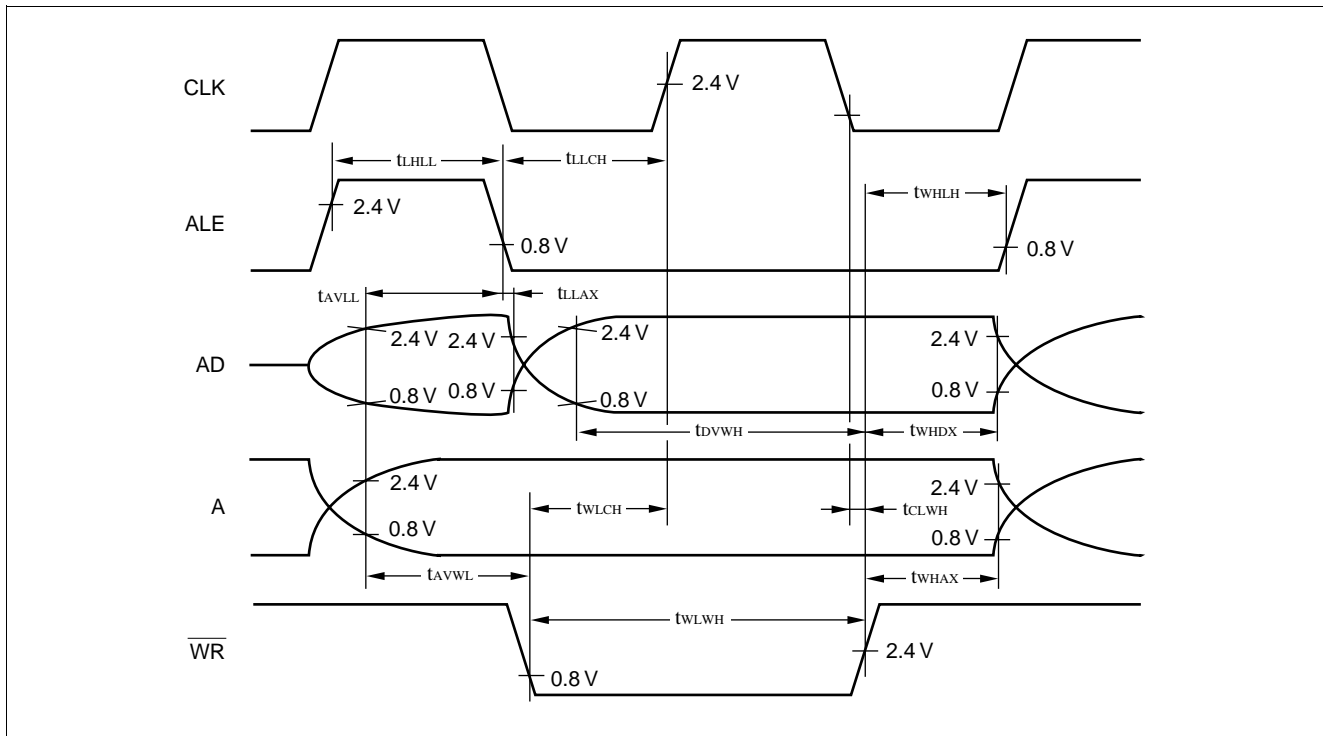 CLK
2.4 V
tLHLL
tLLCH
tWHLH
ALE
2.4 V
0.8 V
0.8 V
tAVLL
tLLAX
AD
2.4 V
2.4 V
2.4 V
2.4 V
0.8 V
0.8 V
0.8 V
0.8 V
tDVWH
tWHDX
A
2.4 V
2.4 V
tWLCH
tCLWH
0.8 V
0.8 V
tAVWL
tWHAX
tWLWH
WR
2.4 V
0.8 V